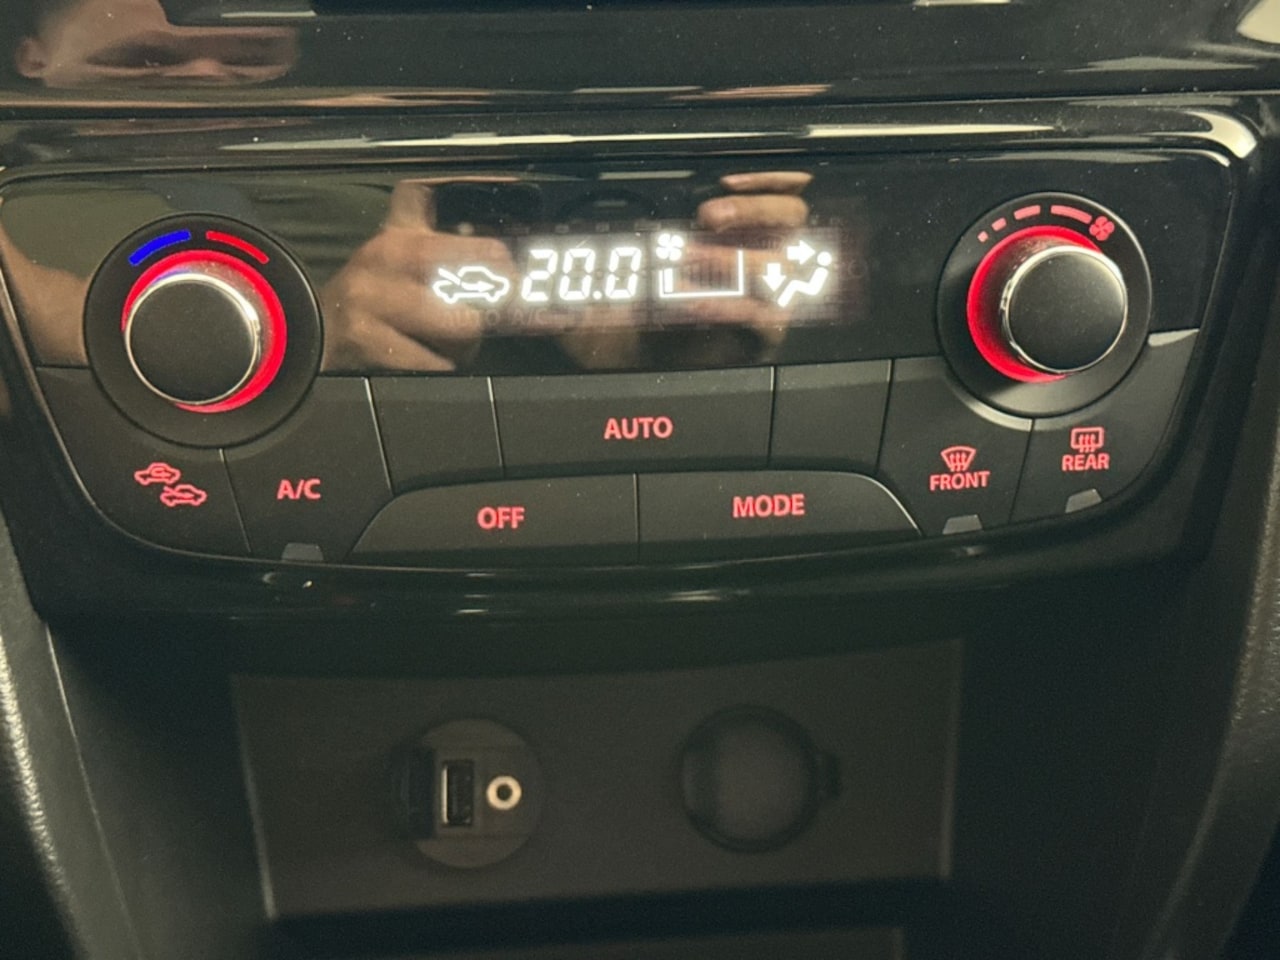 20.0
AUTO
A/C
OFF
MODE
FRONT
REAR